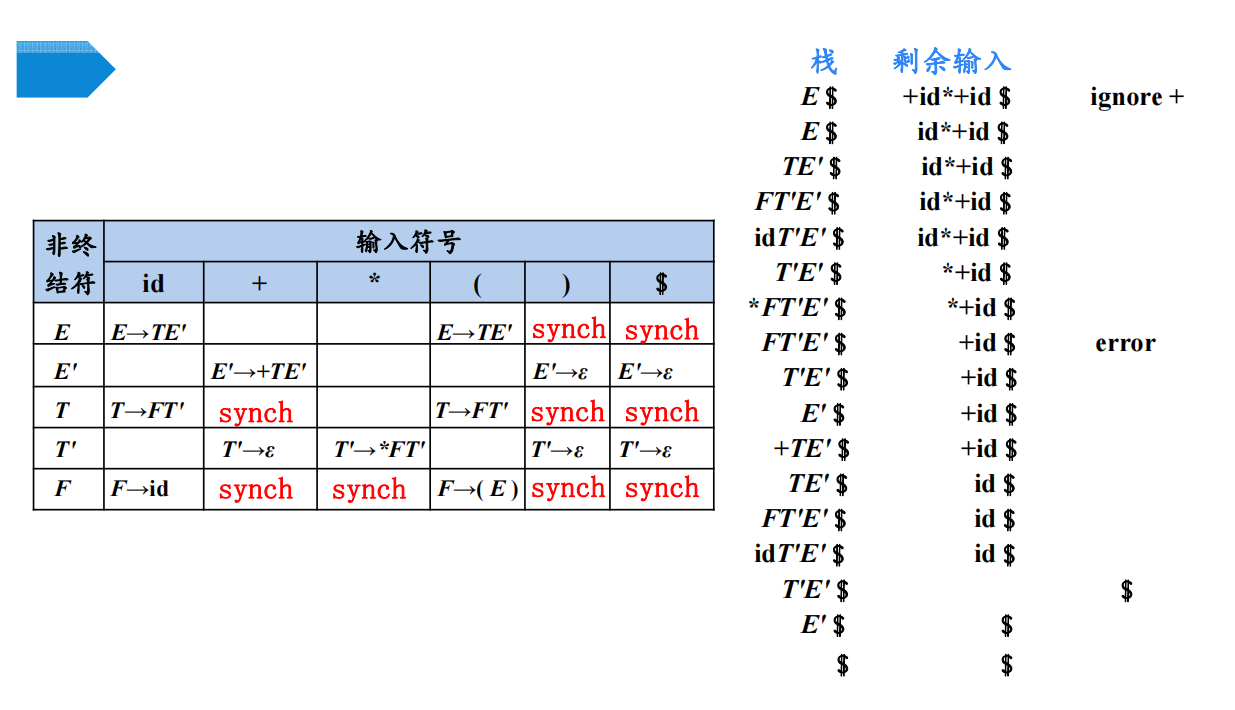 非终结符 输入符号
id + * ( ) $
E E→TE' E→TE' synch synch
E' E'→+TE' E'→ε E'→ε
T T→FT' synch T→FT' synch synch
T' T'→ε T'→*FT' T'→ε T'→ε
F F→id synch synch F→( E ) synch synch
栈 剩余输入
E $ +id*+id $ ignore +
E $ id*+id $
TE' $ id*+id $
FT'E' $ id*+id $
idT'E' $ id*+id $
T'E' $ *+id $
*FT'E' $ *+id $
FT'E' $ +id $ error
T'E' $ +id $
E' $ +id $
+TE' $ +id $
TE' $ id $
FT'E' $ id $
idT'E' $ id $
T'E' $ $
E' $ $
$ $